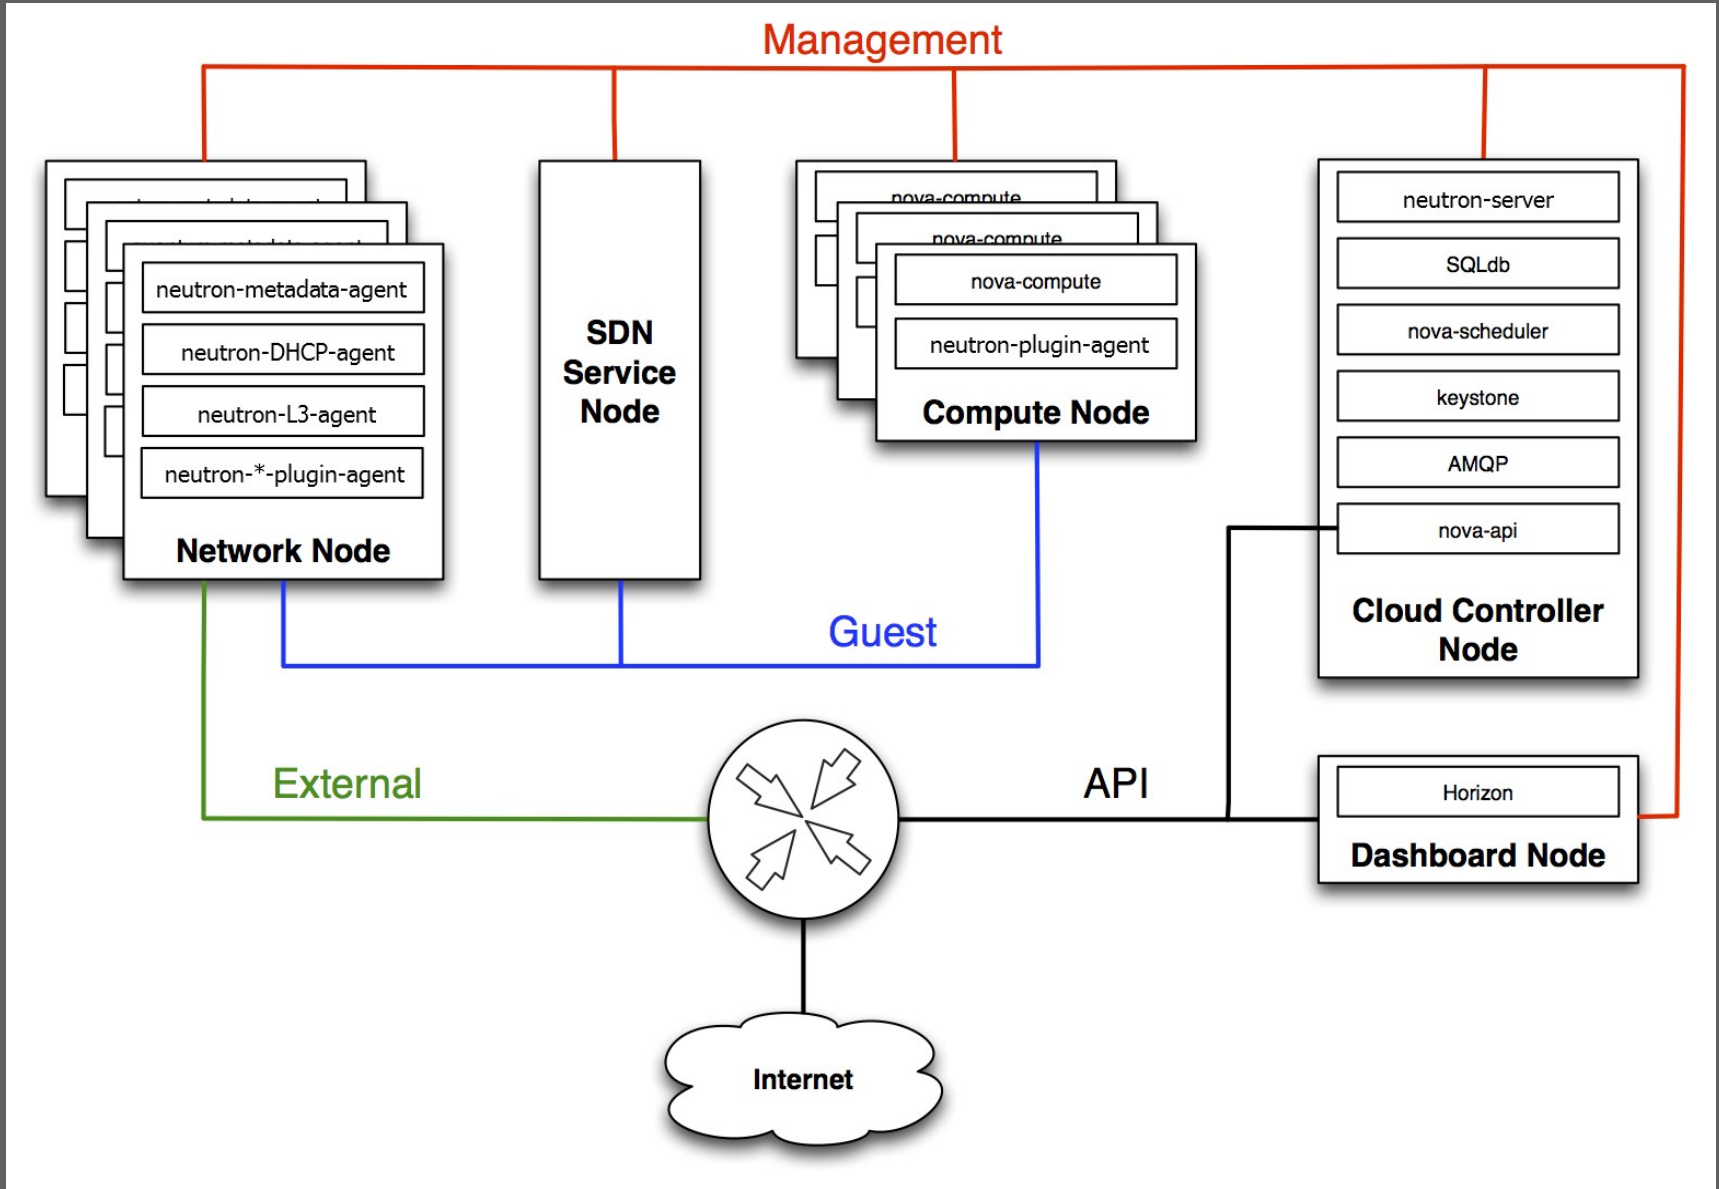 Management
neutron-metadata-agent
neutron-DHCP-agent
neutron-L3-agent
neutron-*-plugin-agent
Network Node
SDN
Service
Node
nova-compute
nova-compute
nova-compute
neutron-plugin-agent
Compute Node
neutron-server
SQLdb
nova-scheduler
keystone
AMQP
nova-api
Cloud Controller
Node
Guest
External
API
Horizon
Dashboard Node
Internet